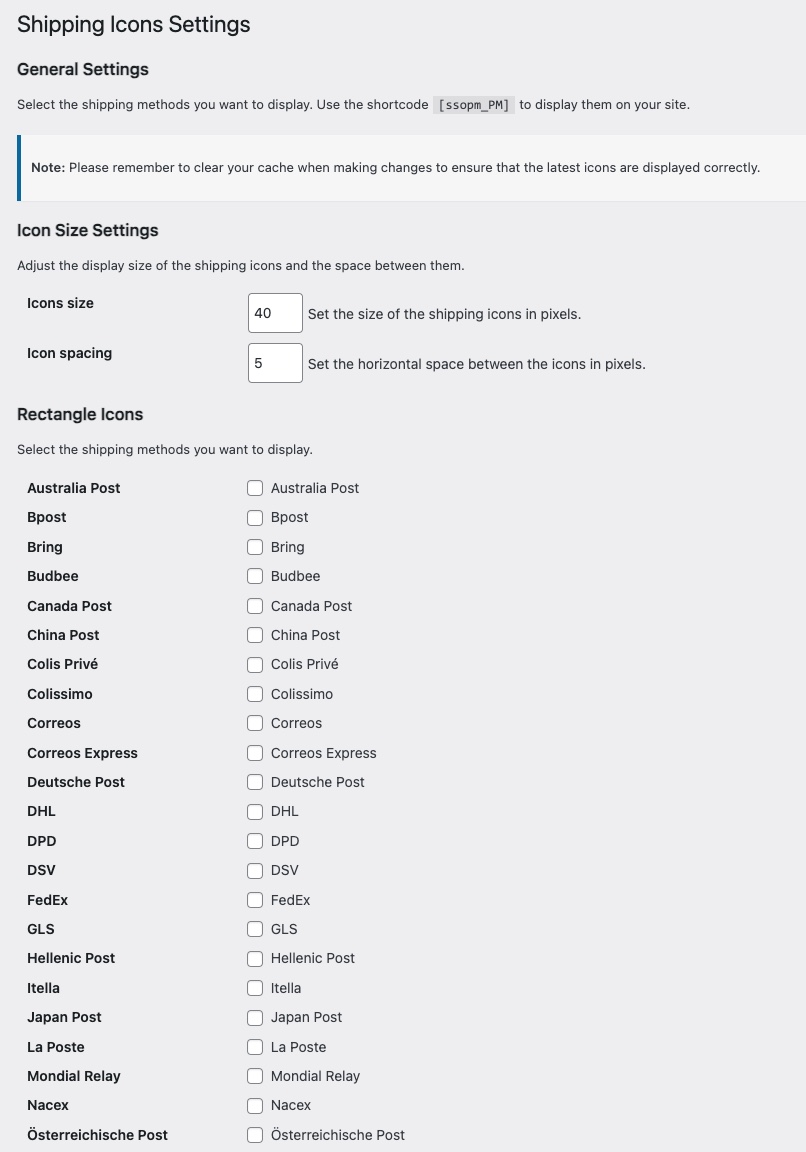 Shipping Icons Settings
General Settings
Select the shipping methods you want to display. Use the shortcode [ssopm_PM] to display them on your site.
Note: Please remember to clear your cache when making changes to ensure that the latest icons are displayed correctly.
Icon Size Settings
Adjust the display size of the shipping icons and the space between them.
Icons size 40 Set the size of the shipping icons in pixels.
Icon spacing 5 Set the horizontal space between the icons in pixels.
Rectangle Icons
Select the shipping methods you want to display.
Australia Post Australia Post
Bpost Bpost
Bring Bring
Budbee Budbee
Canada Post Canada Post
China Post China Post
Colis Privé Colis Privé
Colissimo Colissimo
Correos Correos
Correos Express Correos Express
Deutsche Post Deutsche Post
DHL DHL
DPD DPD
DSV DSV
FedEx FedEx
GLS GLS
Hellenic Post Hellenic Post
Itella Itella
Japan Post Japan Post
La Poste La Poste
Mondial Relay Mondial Relay
Nacex Nacex
Österreichische Post Österreichische Post